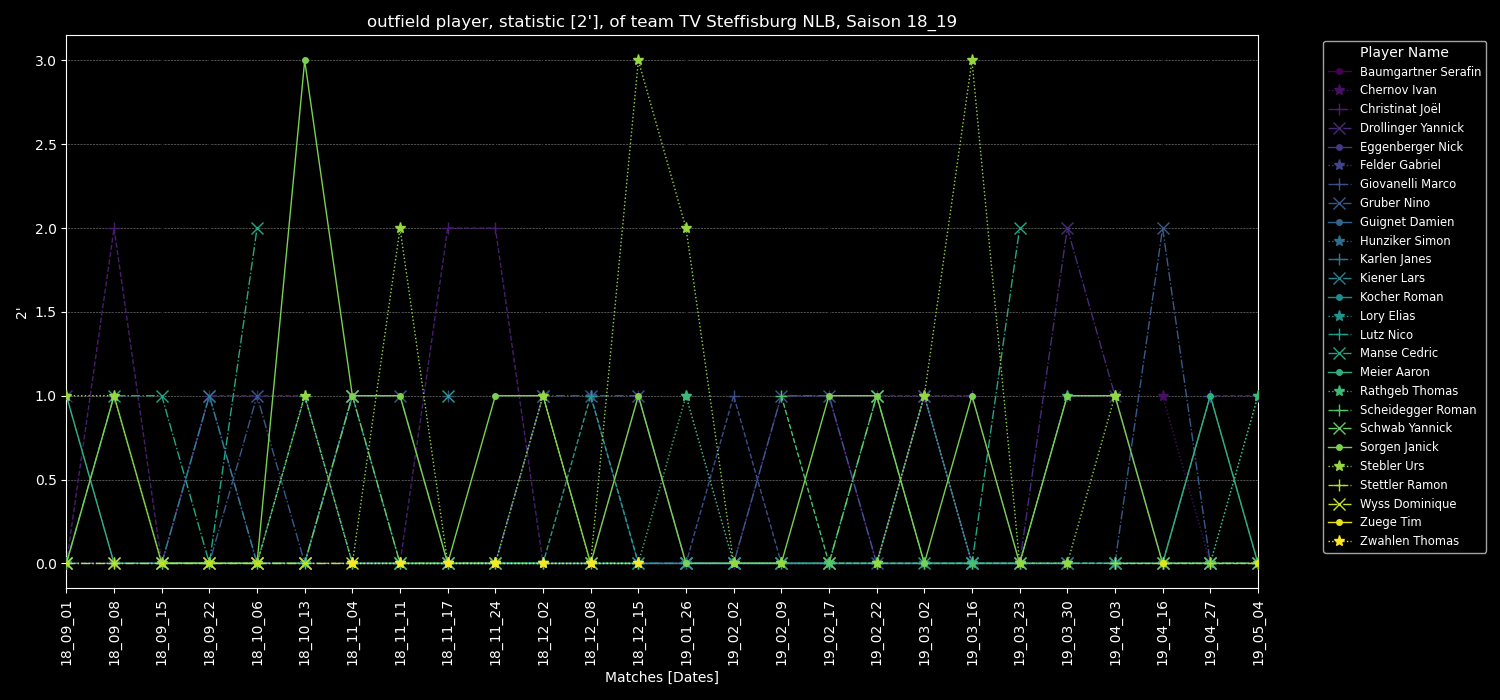 outfield player, statistic [2'], of team TV Steffisburg NLB, Saison 18_19
3.0
2.5
2.0
1.5
1.0
0.5
0.0
2'
18_09_01
18_09_08
18_09_15
18_09_22
18_10_06
18_10_13
18_11_04
18_11_11
18_11_17
18_11_24
18_12_02
18_12_08
18_12_15
19_01_26
19_02_02
19_02_09
19_02_17
19_02_22
19_03_02
19_03_16
19_03_23
19_03_30
19_04_03
19_04_16
19_04_27
19_05_04
Matches [Dates]
Player Name
Baumgartner Serafin
Chernov Ivan
Christinat Joël
Drollinger Yannick
Eggenberger Nick
Felder Gabriel
Giovanelli Marco
Gruber Nino
Guignet Damien
Hunziker Simon
Karlen Janes
Kiener Lars
Kocher Roman
Lory Elias
Lutz Nico
Manse Cedric
Meier Aaron
Rathgeb Thomas
Scheidegger Roman
Schwab Yannick
Sorgen Janick
Stebler Urs
Stettler Ramon
Wyss Dominique
Zuege Tim
Zwahlen Thomas